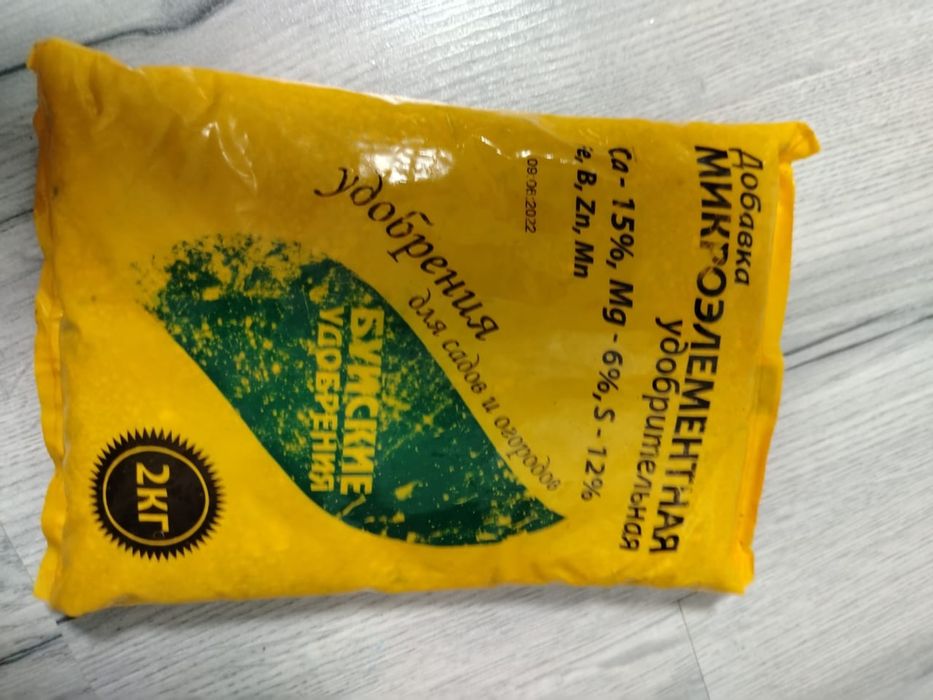 Добавка
МИКРОЭЛЕМЕНТНАЯ
удобрительная
Ca - 15%, Mg - 6%, S - 12%
e, B, Zn, Mn
09.06.2022
удобрения
для садов и огородов
БУЙСКИЕ
УДОБРЕНИЯ
2КГ